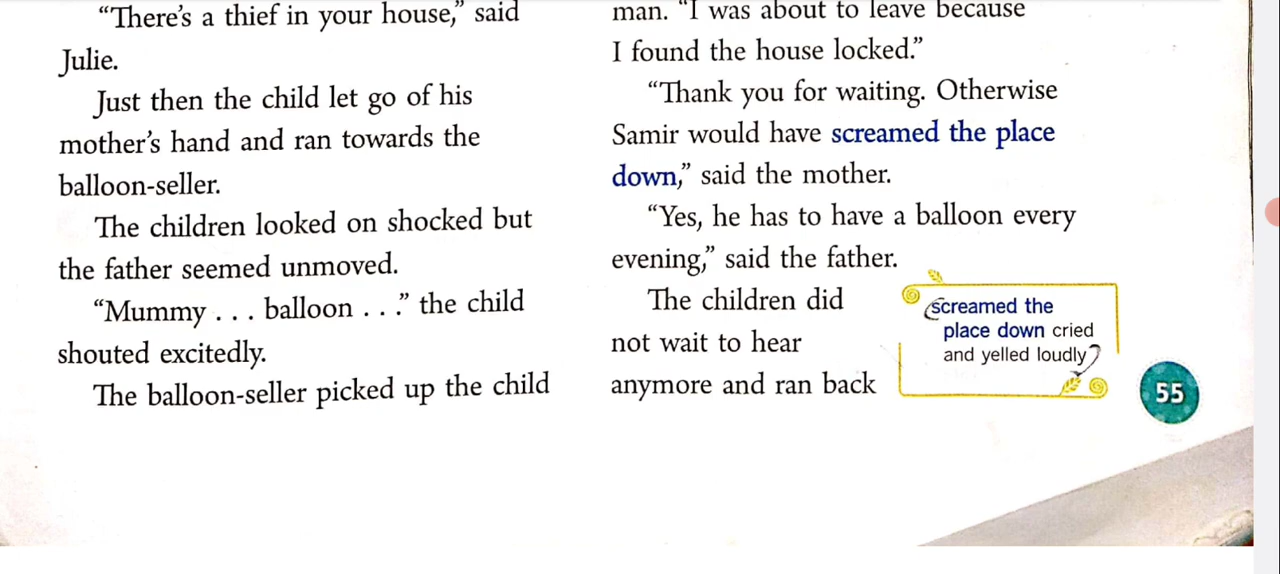 “There’s a thief in your house,” said
Julie.
Just then the child let go of his
mother’s hand and ran towards the
balloon-seller.
The children looked on shocked but
the father seemed unmoved.
“Mummy . . . balloon . . .” the child
shouted excitedly.
The balloon-seller picked up the child
man. “I was about to leave because
I found the house locked.”
“Thank you for waiting. Otherwise
Samir would have screamed the place
down,” said the mother.
“Yes, he has to have a balloon every
evening,” said the father.
The children did
not wait to hear
anymore and ran back
screamed the
place down cried
and yelled loudly
55